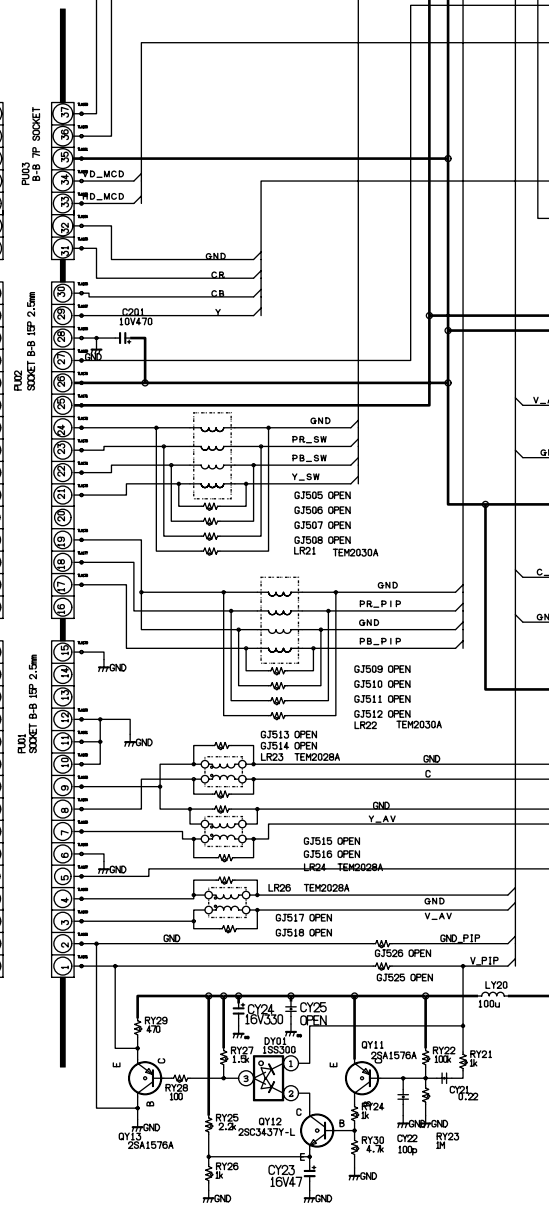 PU03
B-B 7P SOCKET
37
36
35
34
33
32
31
D_MCD
D_MCD
GND
CR
CB
Y
PU02
SOCKET B-B 15P 2.5mm
30
29
28
27
26
25
24
23
22
21
20
19
18
17
16
C201
10V470
GND
GND
PR_SW
PB_SW
Y_SW
GJ505 OPEN
GJ506 OPEN
GJ507 OPEN
GJ508 OPEN
LR21 TEM2030A
GND
PR_PIP
GND
PB_PIP
GJ509 OPEN
GJ510 OPEN
GJ511 OPEN
GJ512 OPEN
LR22 TEM2030A
PU01
SOCKET B-B 15P 2.5mm
15
14
13
12
11
10
9
8
7
6
5
4
3
2
1
GND
GND
GND
GJ513 OPEN
GJ514 OPEN
LR23 TEM2028A
GND
C
GND
Y_AV
GJ515 OPEN
GJ516 OPEN
LR24 TEM2028A
LR26 TEM2028A
GND
V_AV
GJ517 OPEN
GJ518 OPEN
GND
GND_PIP
GJ526 OPEN
V_PIP
GJ525 OPEN
LY20
100u
RY29
470
CY24
16V330
CY25
OPEN
RY27
1.5k
DY01
1SS300
1
2
3
QY11
2SA1576A
RY22
100k
RY21
1k
E
C
B
RY28
100
GND
QY13
2SA1576A
RY25
2.2k
QY12
2SC3437Y-L
C
B
E
E
RY24
1k
RY30
4.7k
CY21
0.22
CY22
100p
GND
GND
RY23
1M
RY26
1k
CY23
16V47
GND
GND
GND